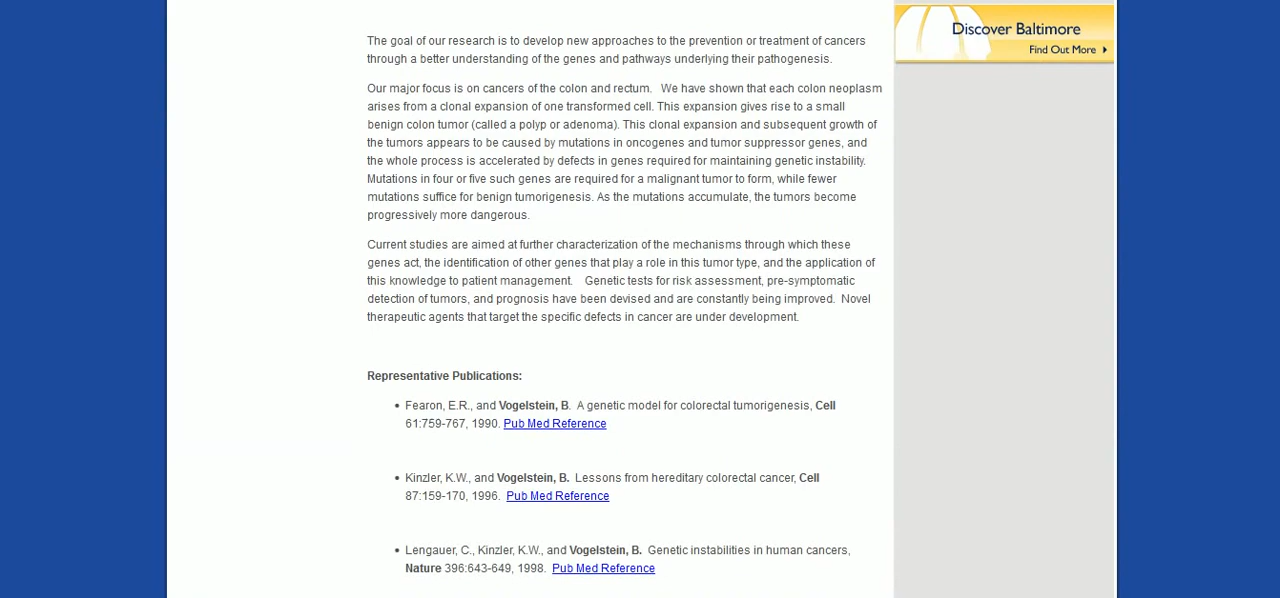 Discover Baltimore
Find Out More
The goal of our research is to develop new approaches to the prevention or treatment of cancers
through a better understanding of the genes and pathways underlying their pathogenesis.
Our major focus is on cancers of the colon and rectum.   We have shown that each colon neoplasm
arises from a clonal expansion of one transformed cell. This expansion gives rise to a small
benign colon tumor (called a polyp or adenoma). This clonal expansion and subsequent growth of
the tumors appears to be caused by mutations in oncogenes and tumor suppressor genes, and
the whole process is accelerated by defects in genes required for maintaining genetic instability.
Mutations in four or five such genes are required for a malignant tumor to form, while fewer
mutations suffice for benign tumorigenesis. As the mutations accumulate, the tumors become
progressively more dangerous.
Current studies are aimed at further characterization of the mechanisms through which these
genes act, the identification of other genes that play a role in this tumor type, and the application of
this knowledge to patient management.    Genetic tests for risk assessment, pre-symptomatic
detection of tumors, and prognosis have been devised and are constantly being improved.  Novel
therapeutic agents that target the specific defects in cancer are under development.
Representative Publications:
• Fearon, E.R., and Vogelstein, B.  A genetic model for colorectal tumorigenesis, Cell
61:759-767, 1990. Pub Med Reference
• Kinzler, K.W., and Vogelstein, B.  Lessons from hereditary colorectal cancer, Cell
87:159-170, 1996.  Pub Med Reference
• Lengauer, C., Kinzler, K.W., and Vogelstein, B.  Genetic instabilities in human cancers,
Nature 396:643-649, 1998.  Pub Med Reference